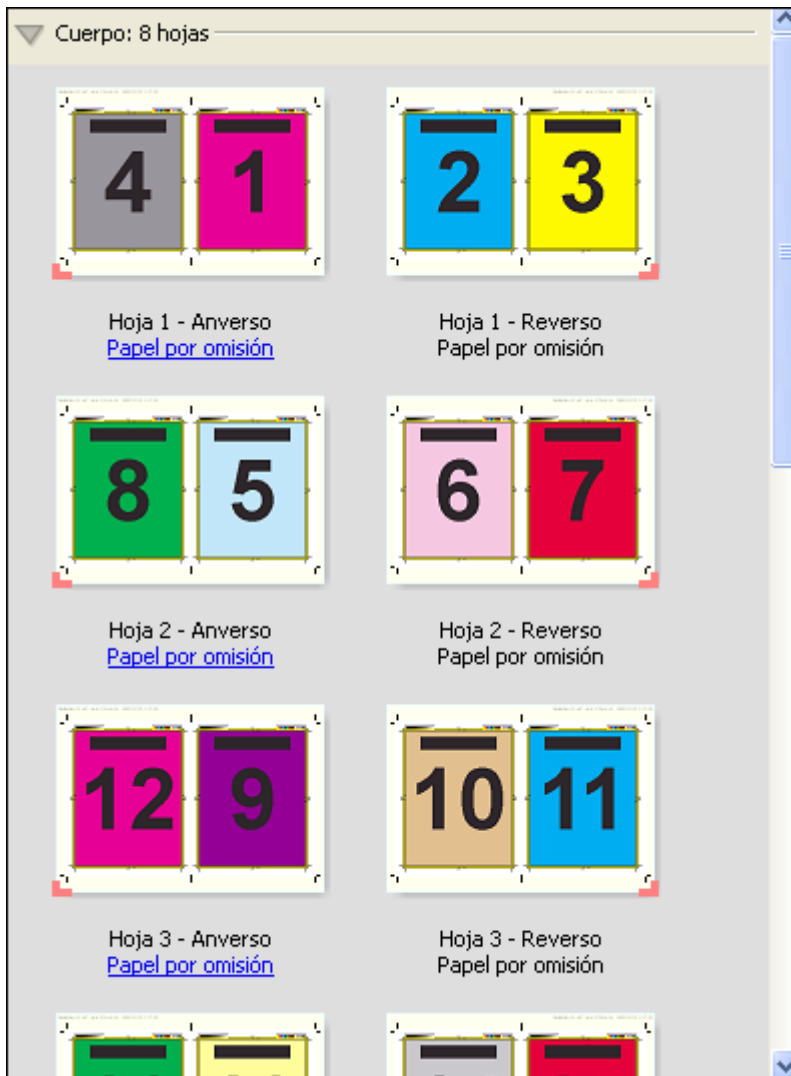 Cuerpo: 8 hojas
4 1 2 3
Hoja 1 - Anverso Hoja 1 - Reverso
Papel por omisión Papel por omisión
8 5 6 7
Hoja 2 - Anverso Hoja 2 - Reverso
Papel por omisión Papel por omisión
12 9 10 11
Hoja 3 - Anverso Hoja 3 - Reverso
Papel por omisión Papel por omisión